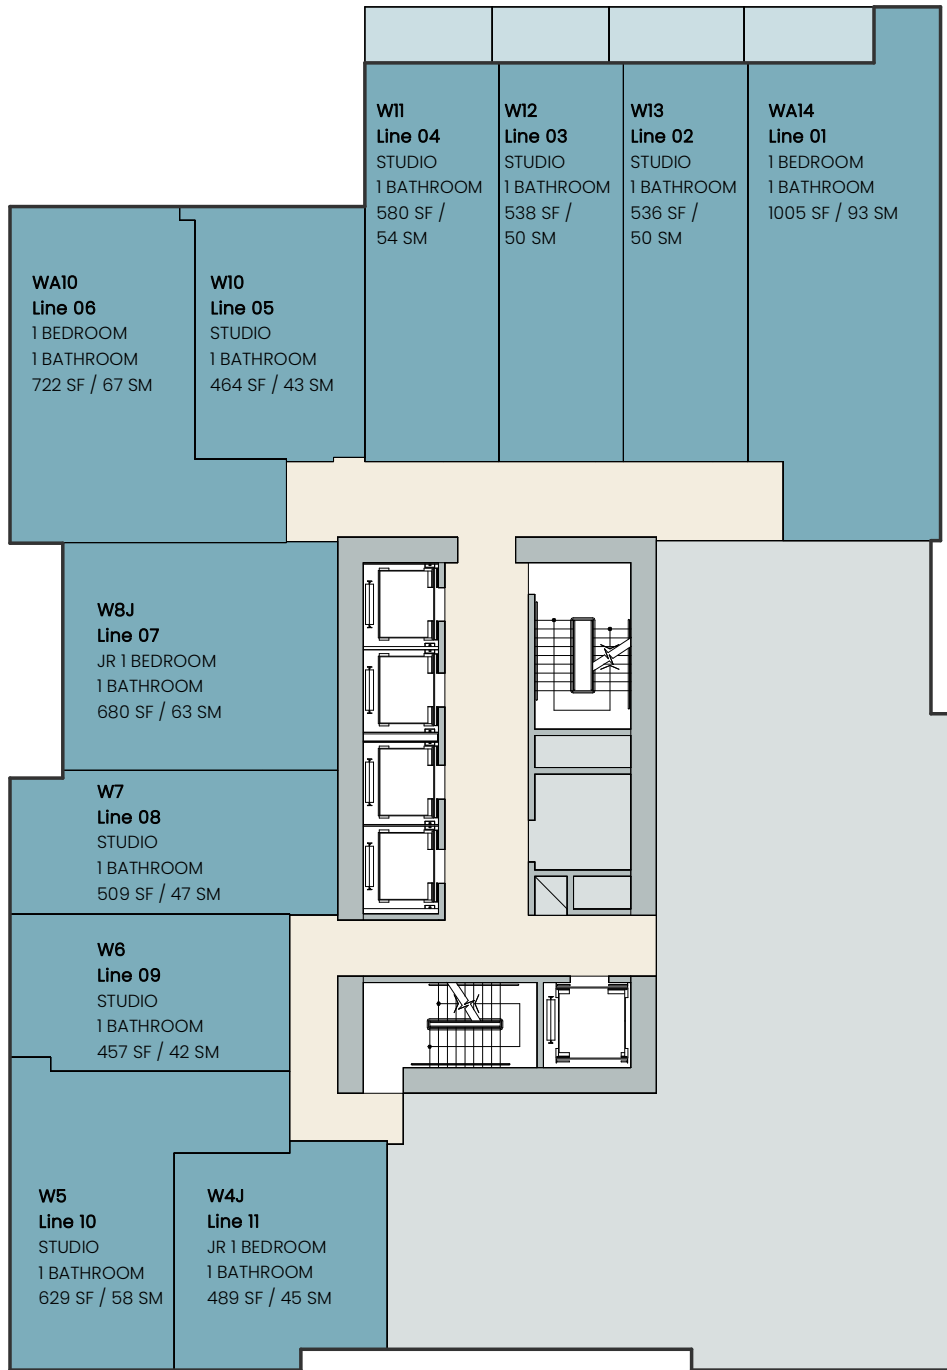 W11
Line 04
STUDIO
1 BATHROOM
580 SF /
54 SM
W12
Line 03
STUDIO
1 BATHROOM
538 SF /
50 SM
W13
Line 02
STUDIO
1 BATHROOM
536 SF /
50 SM
WA14
Line 01
1 BEDROOM
1 BATHROOM
1005 SF / 93 SM
WA10
Line 06
1 BEDROOM
1 BATHROOM
722 SF / 67 SM
W10
Line 05
STUDIO
1 BATHROOM
464 SF / 43 SM
W8J
Line 07
JR 1 BEDROOM
1 BATHROOM
680 SF / 63 SM
W7
Line 08
STUDIO
1 BATHROOM
509 SF / 47 SM
W6
Line 09
STUDIO
1 BATHROOM
457 SF / 42 SM
W5
Line 10
STUDIO
1 BATHROOM
629 SF / 58 SM
W4J
Line 11
JR 1 BEDROOM
1 BATHROOM
489 SF / 45 SM